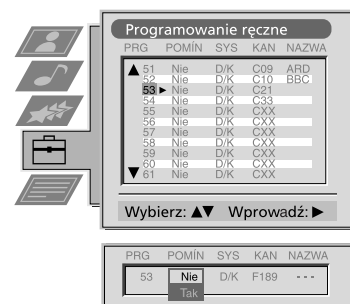 Programowanie ręczne
PRG POMÍN SYS KAN NAZWA
51 Nie D/K C09 ARD
52 Nie D/K C10 BBC
53 Nie D/K C21
54 Nie D/K C33
55 Nie D/K CXX
56 Nie D/K CXX
57 Nie D/K CXX
58 Nie D/K CXX
59 Nie D/K CXX
60 Nie D/K CXX
61 Nie D/K CXX
Wybierz: ▲▼ Wprowadź: ▶
PRG POMÍN SYS KAN NAZWA
53 Nie D/K F189 - - -
Tak